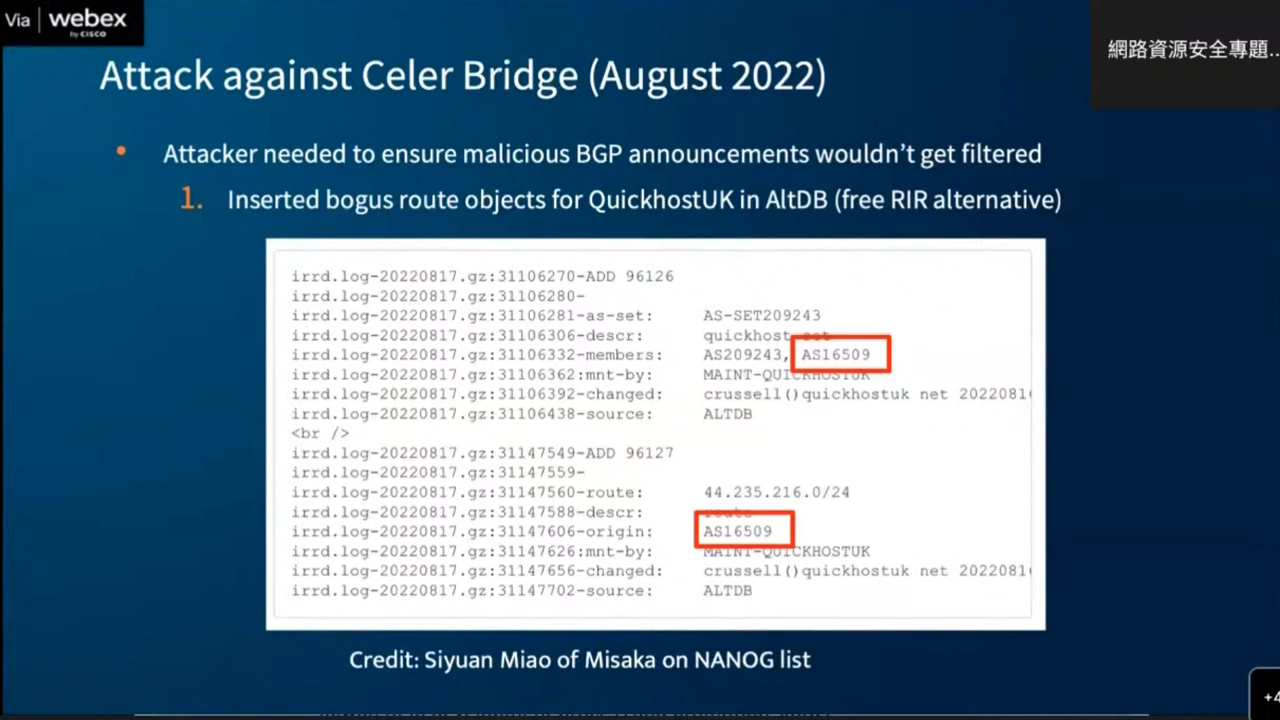 Via webex
by CISCO
網路資源安全專題...
Attack against Celer Bridge (August 2022)
• Attacker needed to ensure malicious BGP announcements wouldn’t get filtered
1. Inserted bogus route objects for QuickhostUK in AltDB (free RIR alternative)
irrd.log-20220817.gz:31106270-ADD 96126
irrd.log-20220817.gz:31106280-
irrd.log-20220817.gz:31106281-as-set: AS-SET209243
irrd.log-20220817.gz:31106306-descr: quickhost set
irrd.log-20220817.gz:31106332-members: AS209243, AS16509
irrd.log-20220817.gz:31106362:mnt-by: MAINT-QUICKHOSTUK
irrd.log-20220817.gz:31106392-changed: crussell()quickhostuk net 2022081
irrd.log-20220817.gz:31106438-source: ALTDB
<br />
irrd.log-20220817.gz:31147549-ADD 96127
irrd.log-20220817.gz:31147559-
irrd.log-20220817.gz:31147560-route: 44.235.216.0/24
irrd.log-20220817.gz:31147588-descr: route
irrd.log-20220817.gz:31147606-origin: AS16509
irrd.log-20220817.gz:31147626:mnt-by: MAINT-QUICKHOSTUK
irrd.log-20220817.gz:31147656-changed: crussell()quickhostuk net 2022081
irrd.log-20220817.gz:31147702-source: ALTDB
Credit: Siyuan Miao of Misaka on NANOG list
+4